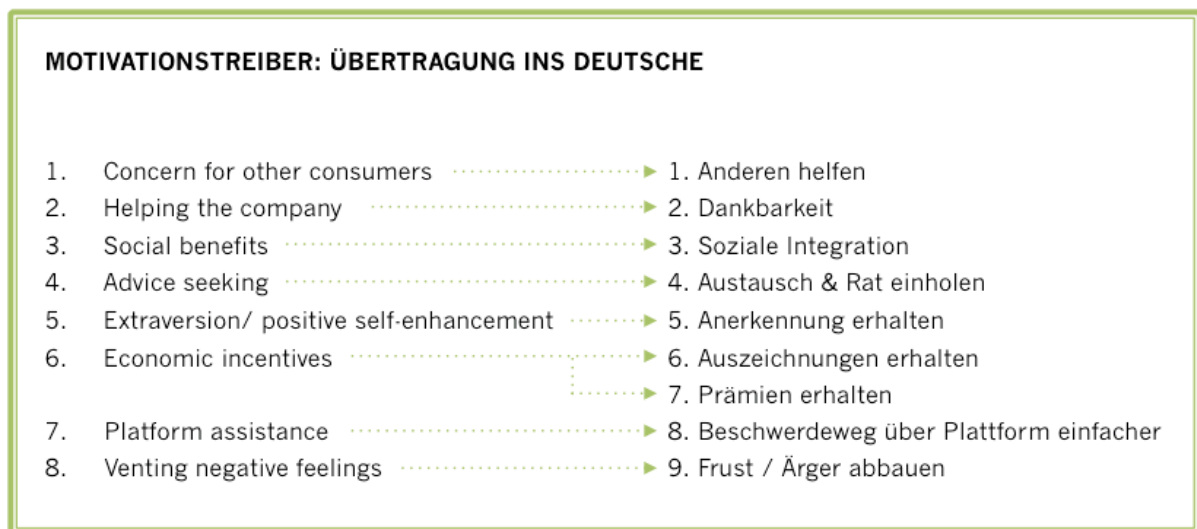 MOTIVATIONSTREIBER: ÜBERTRAGUNG INS DEUTSCHE
1. Concern for other consumers 1. Anderen helfen
2. Helping the company 2. Dankbarkeit
3. Social benefits 3. Soziale Integration
4. Advice seeking 4. Austausch & Rat einholen
5. Extraversion/ positive self-enhancement 5. Anerkennung erhalten
6. Economic incentives 6. Auszeichnungen erhalten
7. Prämien erhalten
7. Platform assistance 8. Beschwerdeweg über Plattform einfacher
8. Venting negative feelings 9. Frust / Ärger abbauen